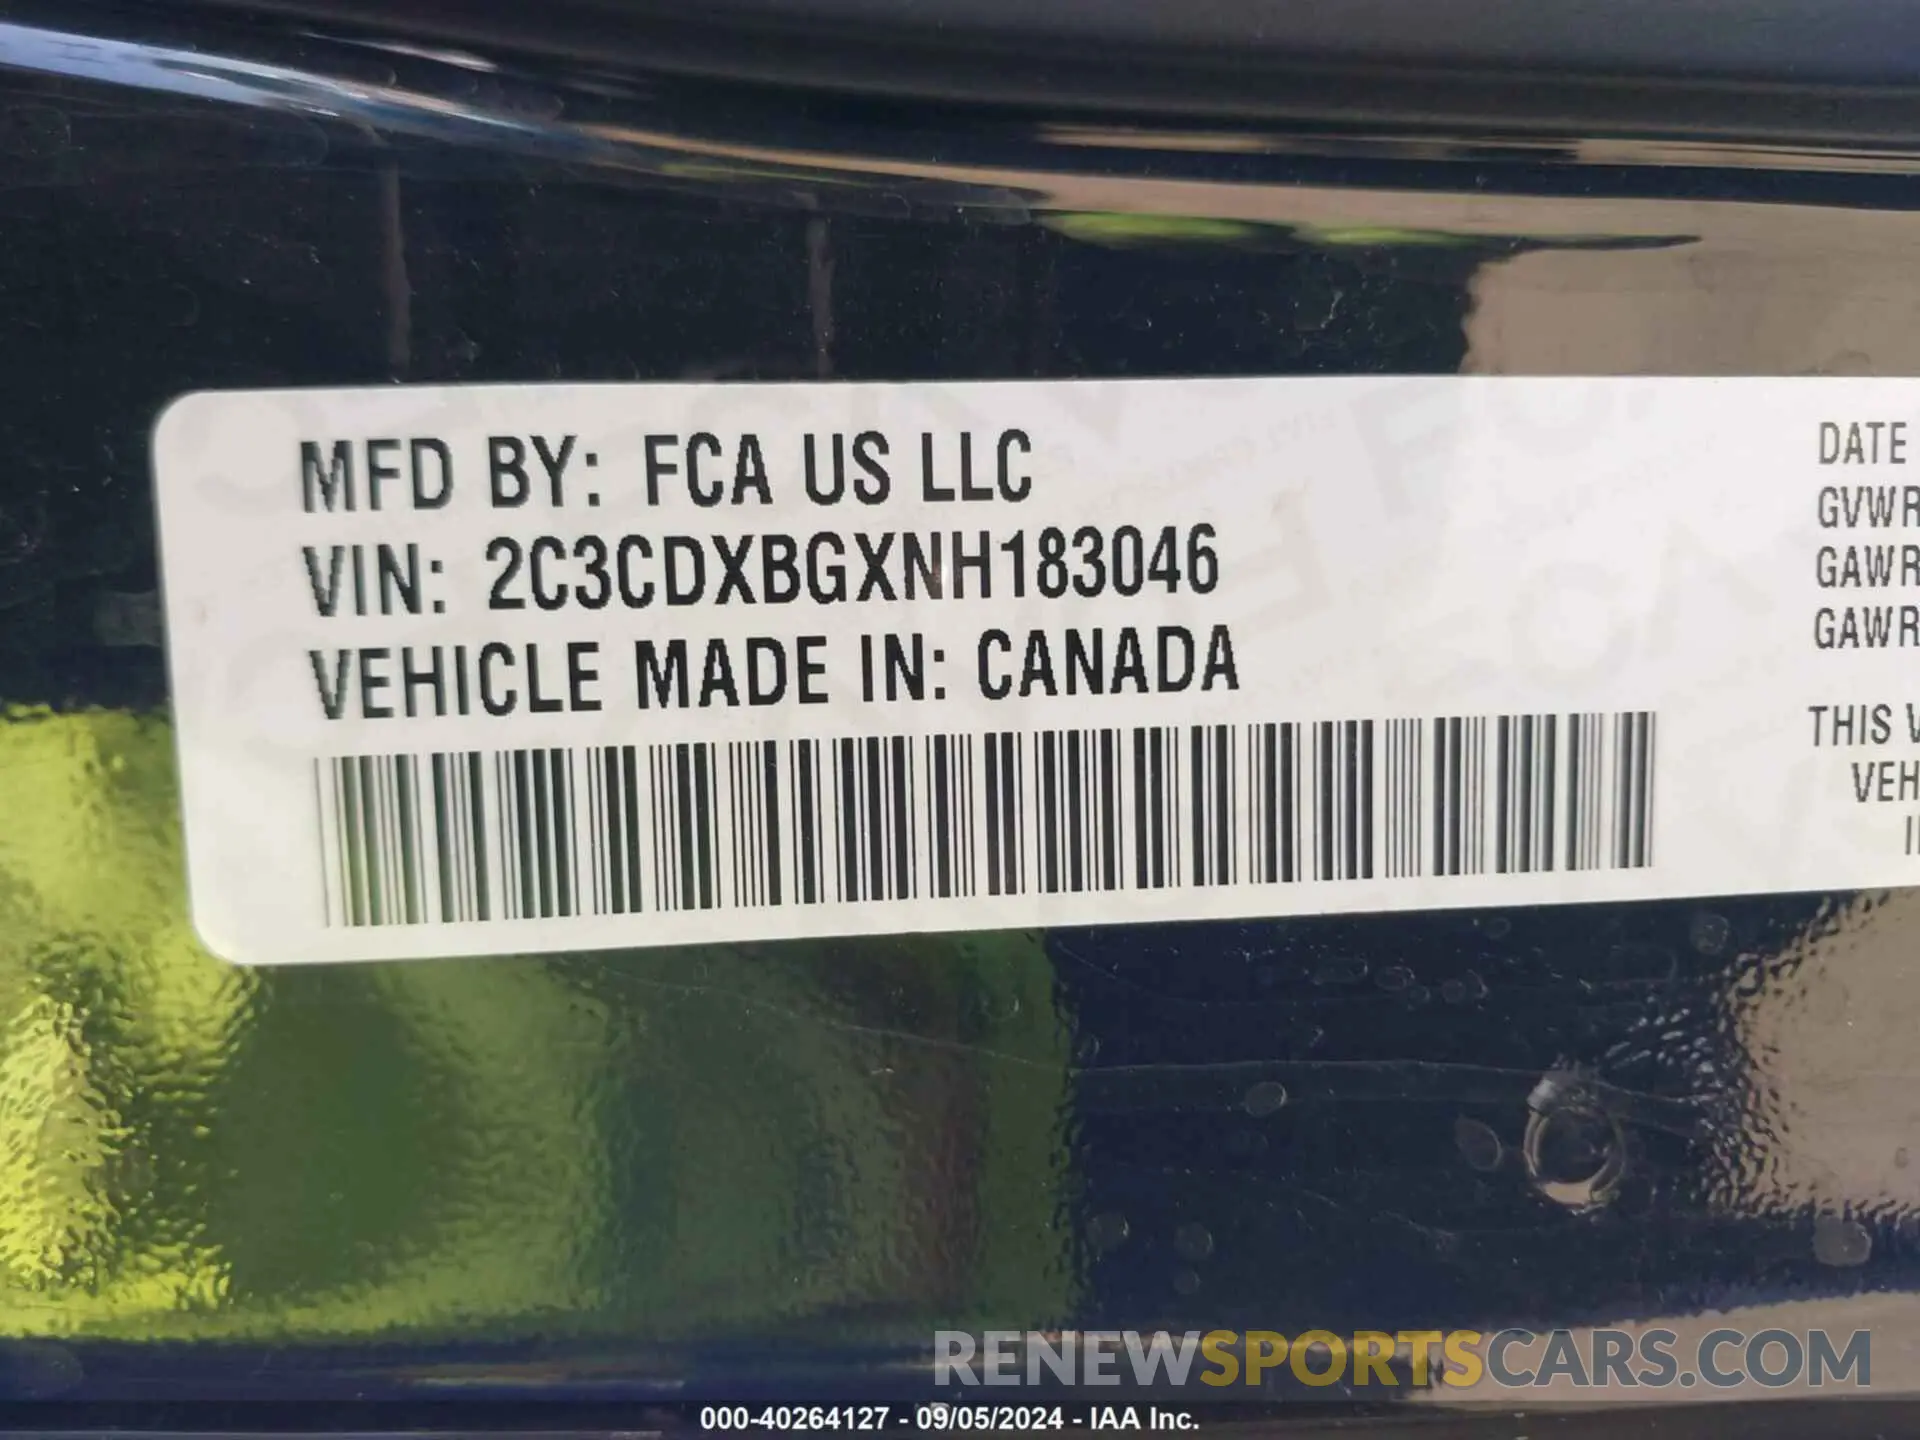 MFD BY: FCA US LLC
VIN: 2C3CDXBGXNH183046
VEHICLE MADE IN: CANADA
DATE
GVWR
GAWR
GAWR
THIS V
VEH
RENEWSPORTSCARS.COM
000-40264127 - 09/05/2024 - IAA Inc.